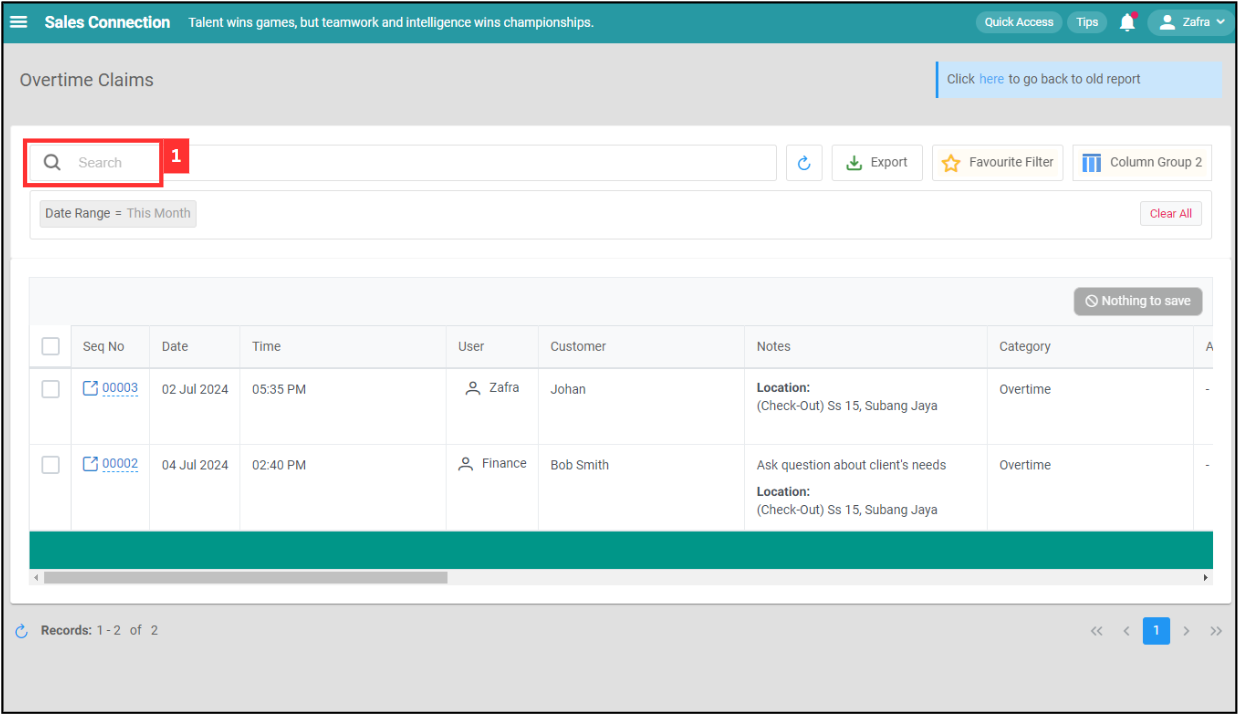 Sales Connection Talent wins games, but teamwork and intelligence wins championships. Quick Access Tips Zafra
Overtime Claims
Click here to go back to old report
Search 1 Export Favourite Filter Column Group 2
Date Range = This Month Clear All
Nothing to save
Seq No Date Time User Customer Notes Category A
00003 02 Jul 2024 05:35 PM Zafra Johan Location: Overtime -
(Check-Out) Ss 15, Subang Jaya
00002 04 Jul 2024 02:40 PM Finance Bob Smith Ask question about client's needs Overtime -
Location:
(Check-Out) Ss 15, Subang Jaya
Records: 1 - 2 of 2 << < 1 > >>